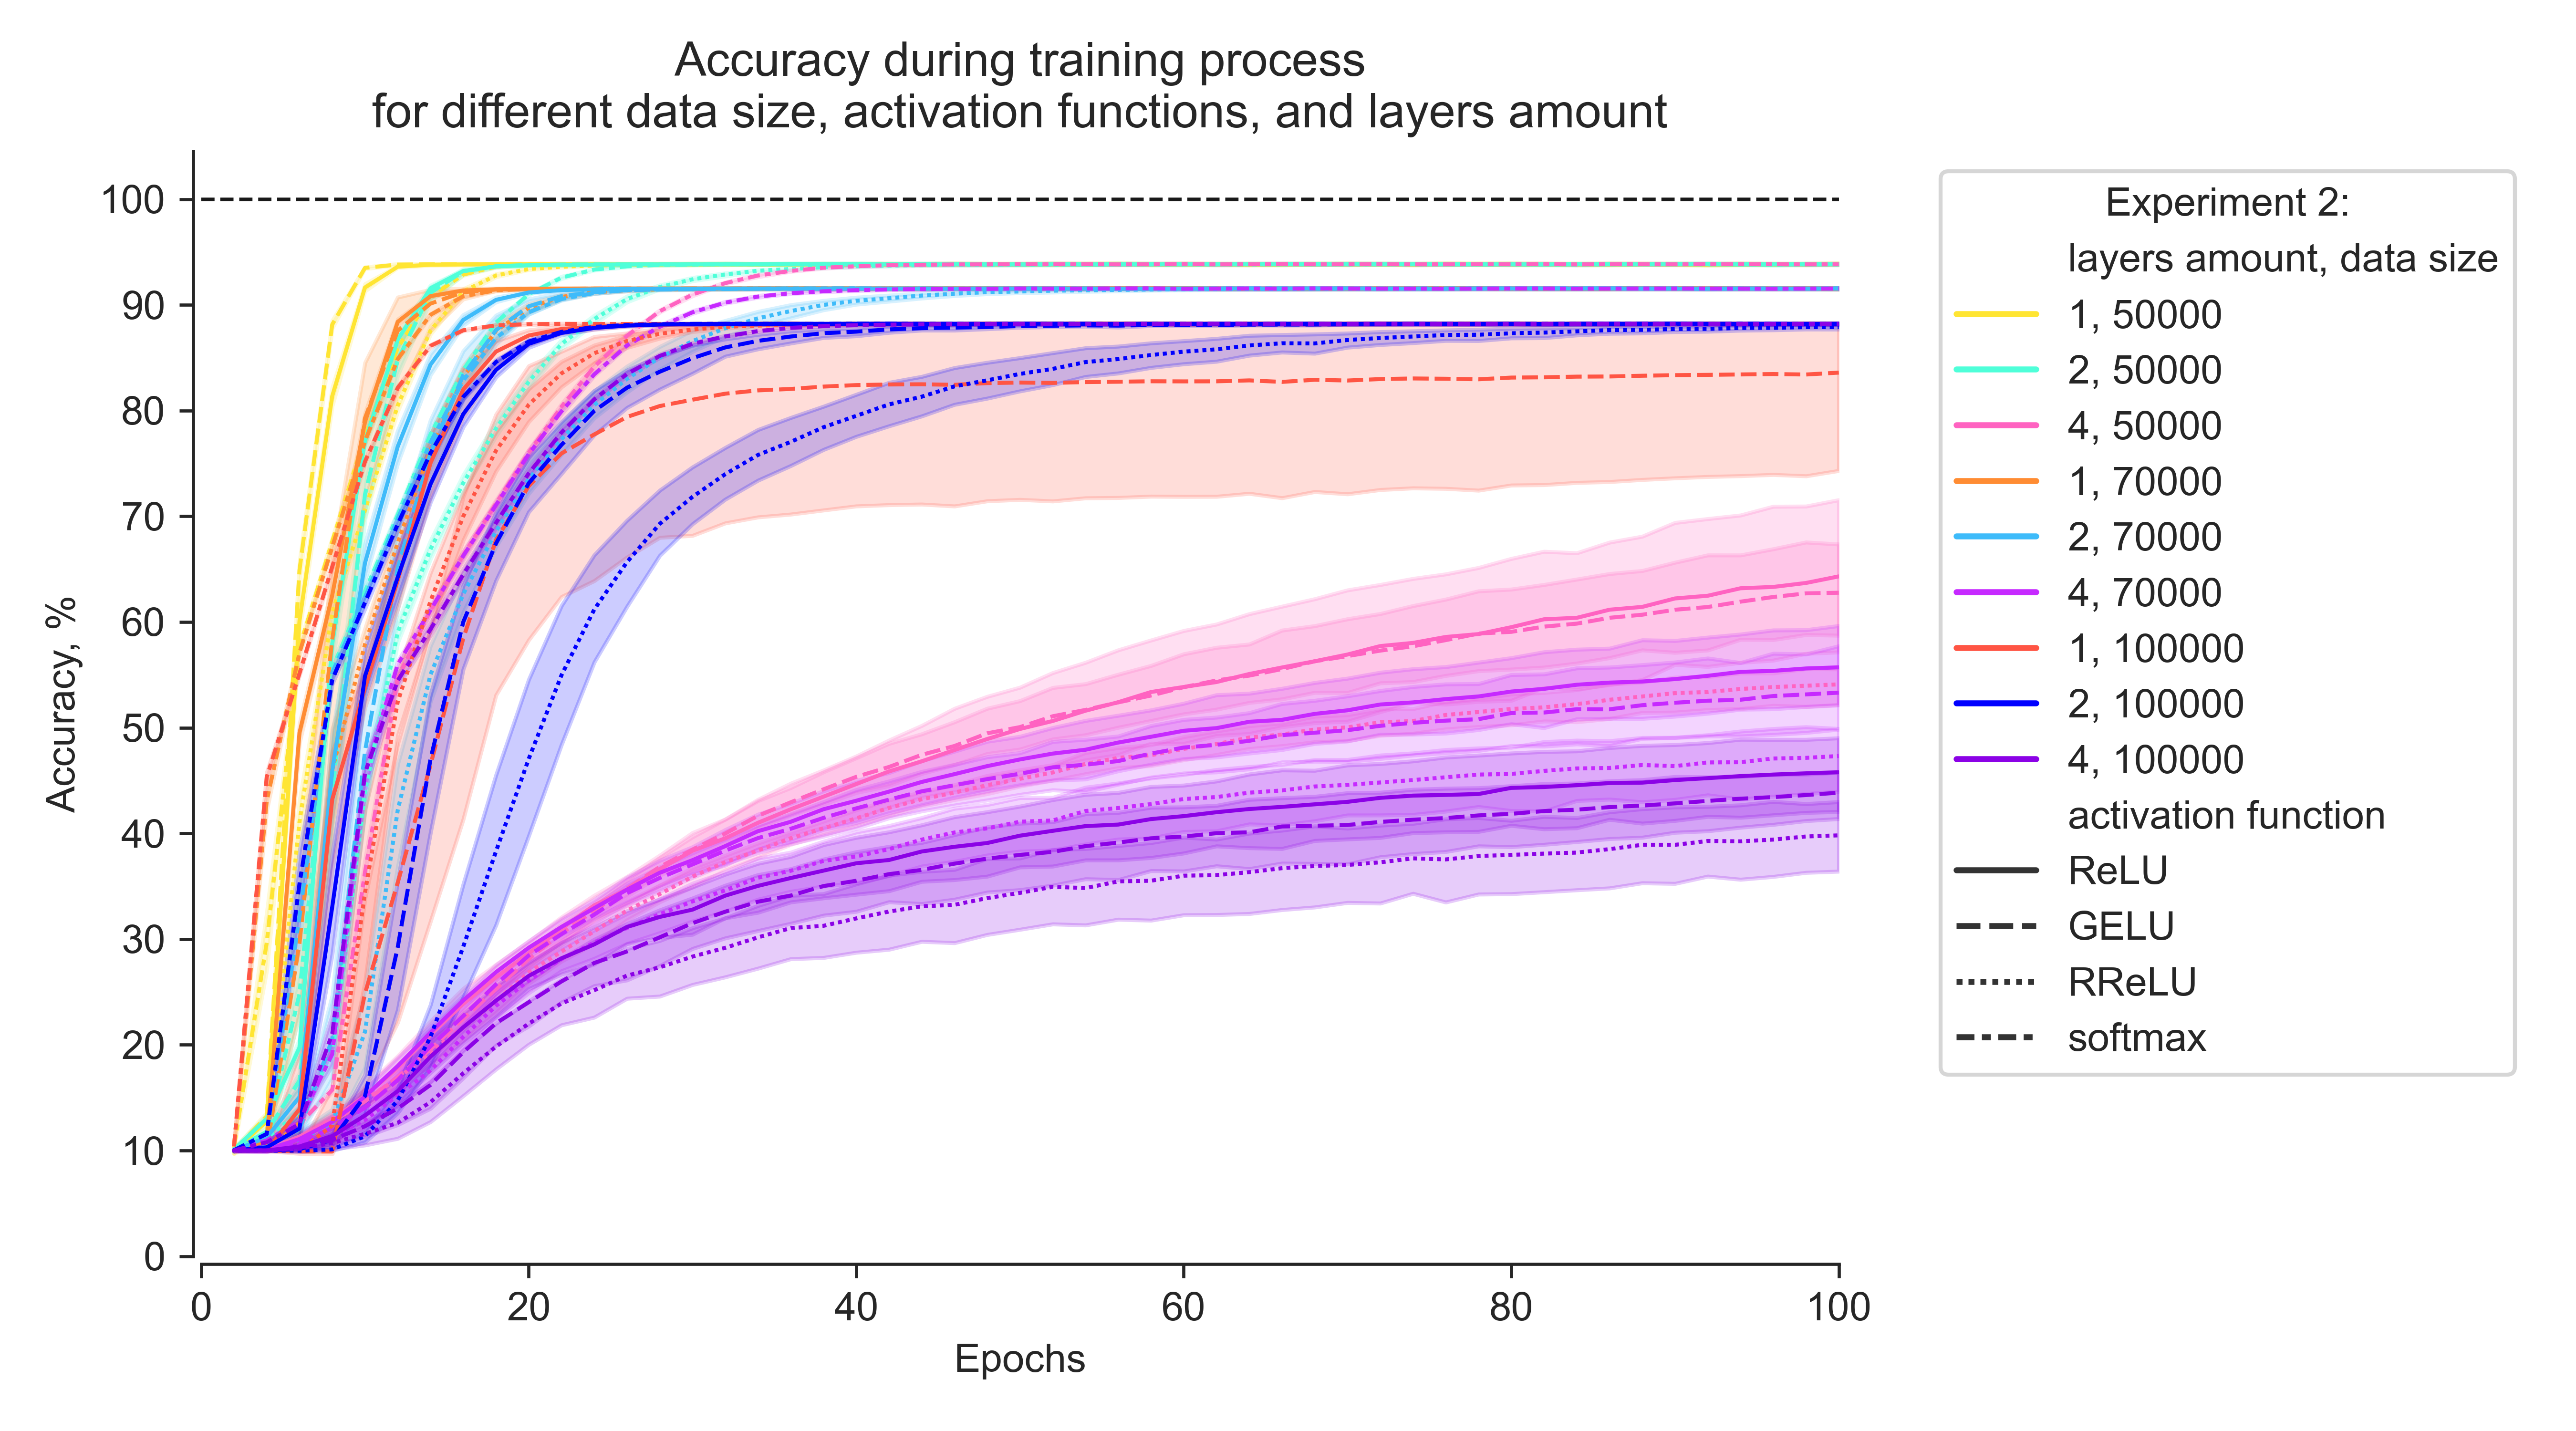 Accuracy during training process
for different data size, activation functions, and layers amount
100
90
80
70
60
50
40
30
20
10
0
Accuracy, %
0 20 40 60 80 100
Epochs
Experiment 2:
layers amount, data size
1, 50000
2, 50000
4, 50000
1, 70000
2, 70000
4, 70000
1, 100000
2, 100000
4, 100000
activation function
ReLU
GELU
RReLU
softmax